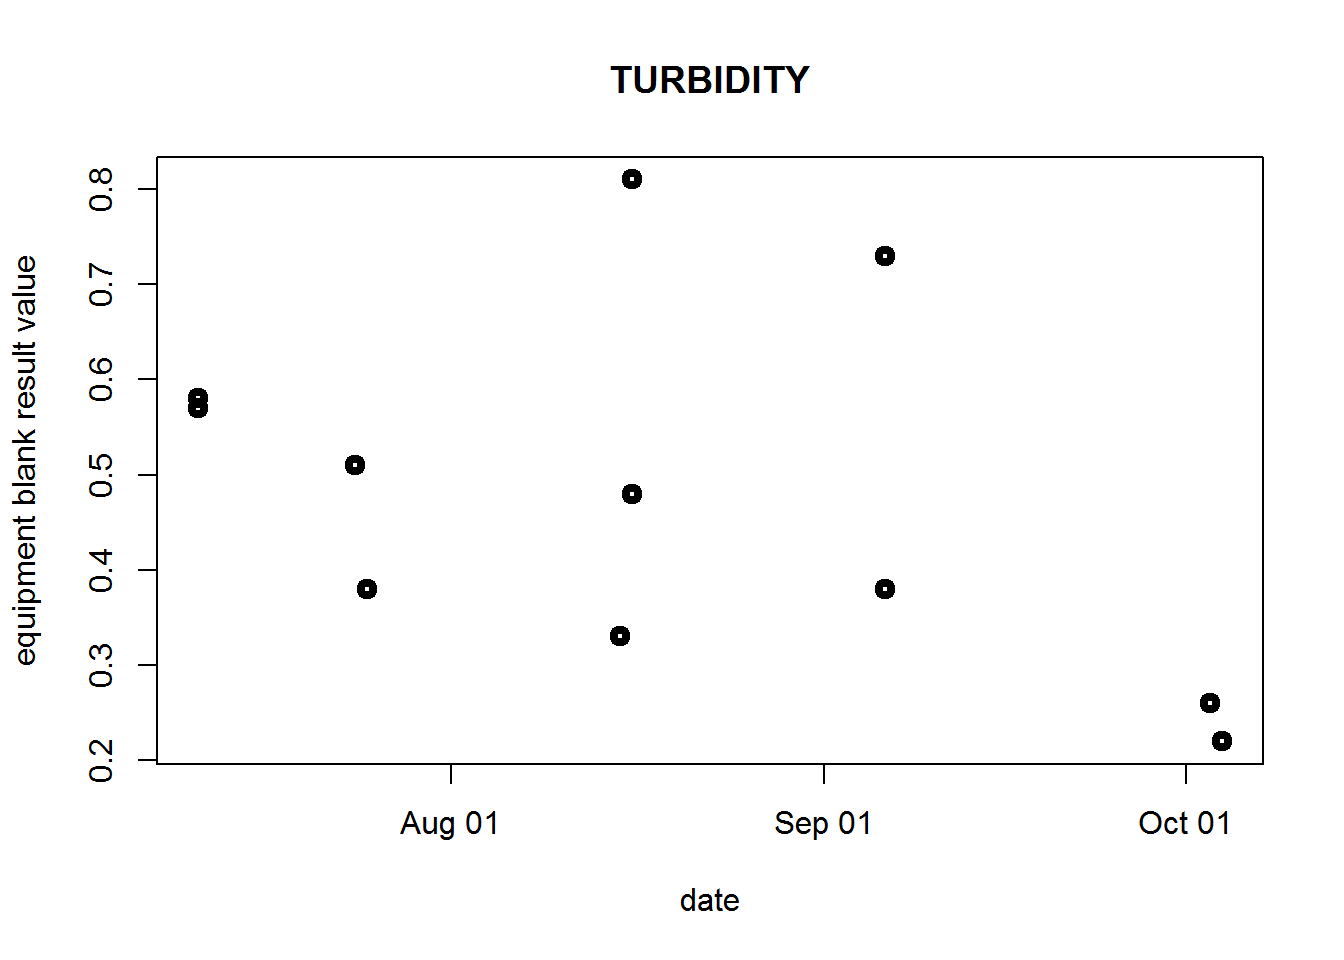 TURBIDITY
equipment blank result value
0.8
0.7
0.6
0.5
0.4
0.3
0.2
Aug 01
Sep 01
Oct 01
date